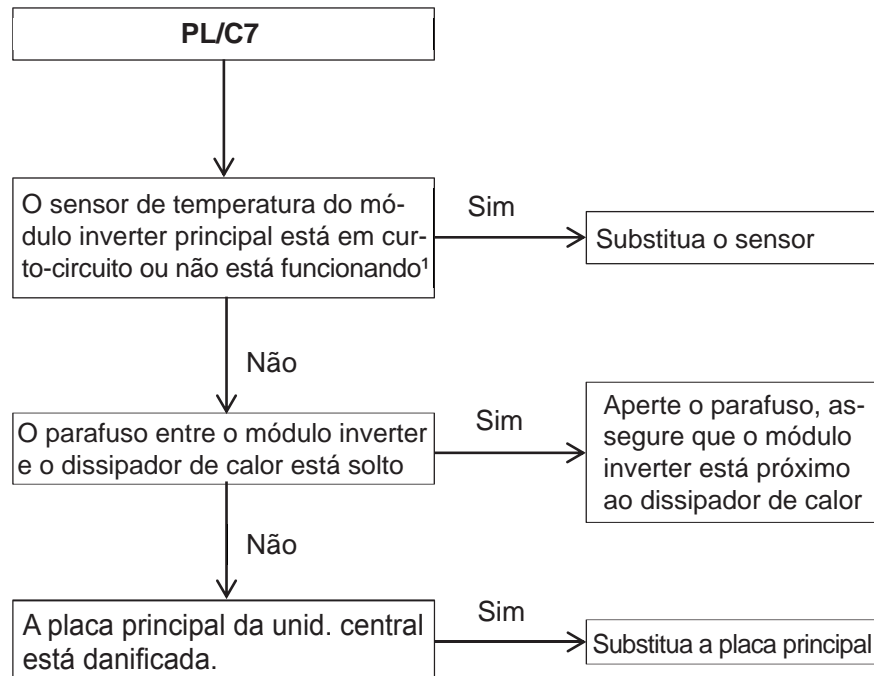 PL/C7
O sensor de temperatura do mó-
dulo inverter principal está em cur-
to-circuito ou não está funcionando¹
Sim
Substitua o sensor
Não
O parafuso entre o módulo inverter
e o dissipador de calor está solto
Sim
Aperte o parafuso, as-
segure que o módulo
inverter está próximo
ao dissipador de calor
Não
A placa principal da unid. central
está danificada.
Sim
Substitua a placa principal